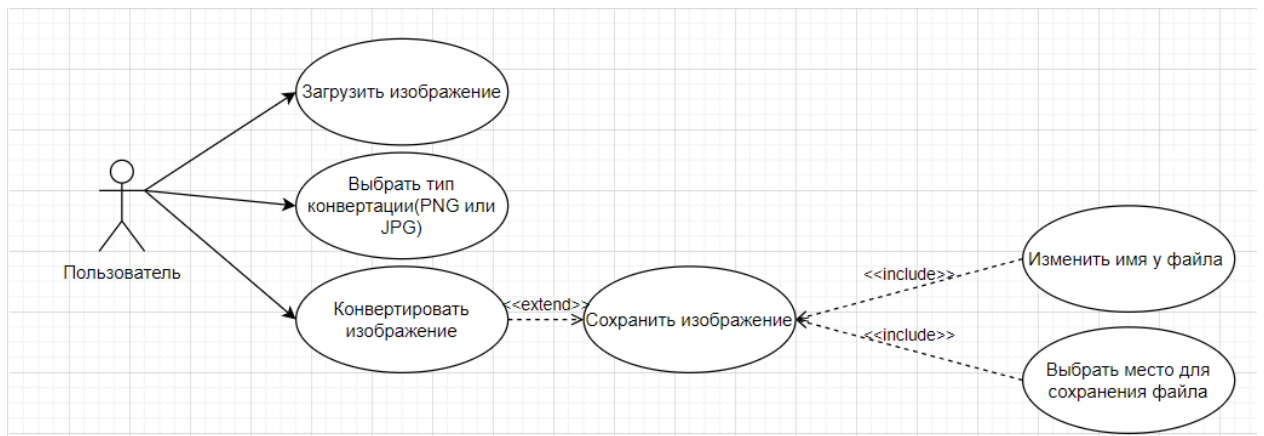 Загрузить изображение
Выбрать тип
конвертации(PNG или
JPG)
Пользователь
Конвертировать
изображение
<<extend>>
Сохранить изображение
<<include>>
Изменить имя у файла
<<include>>
Выбрать место для
сохранения файла